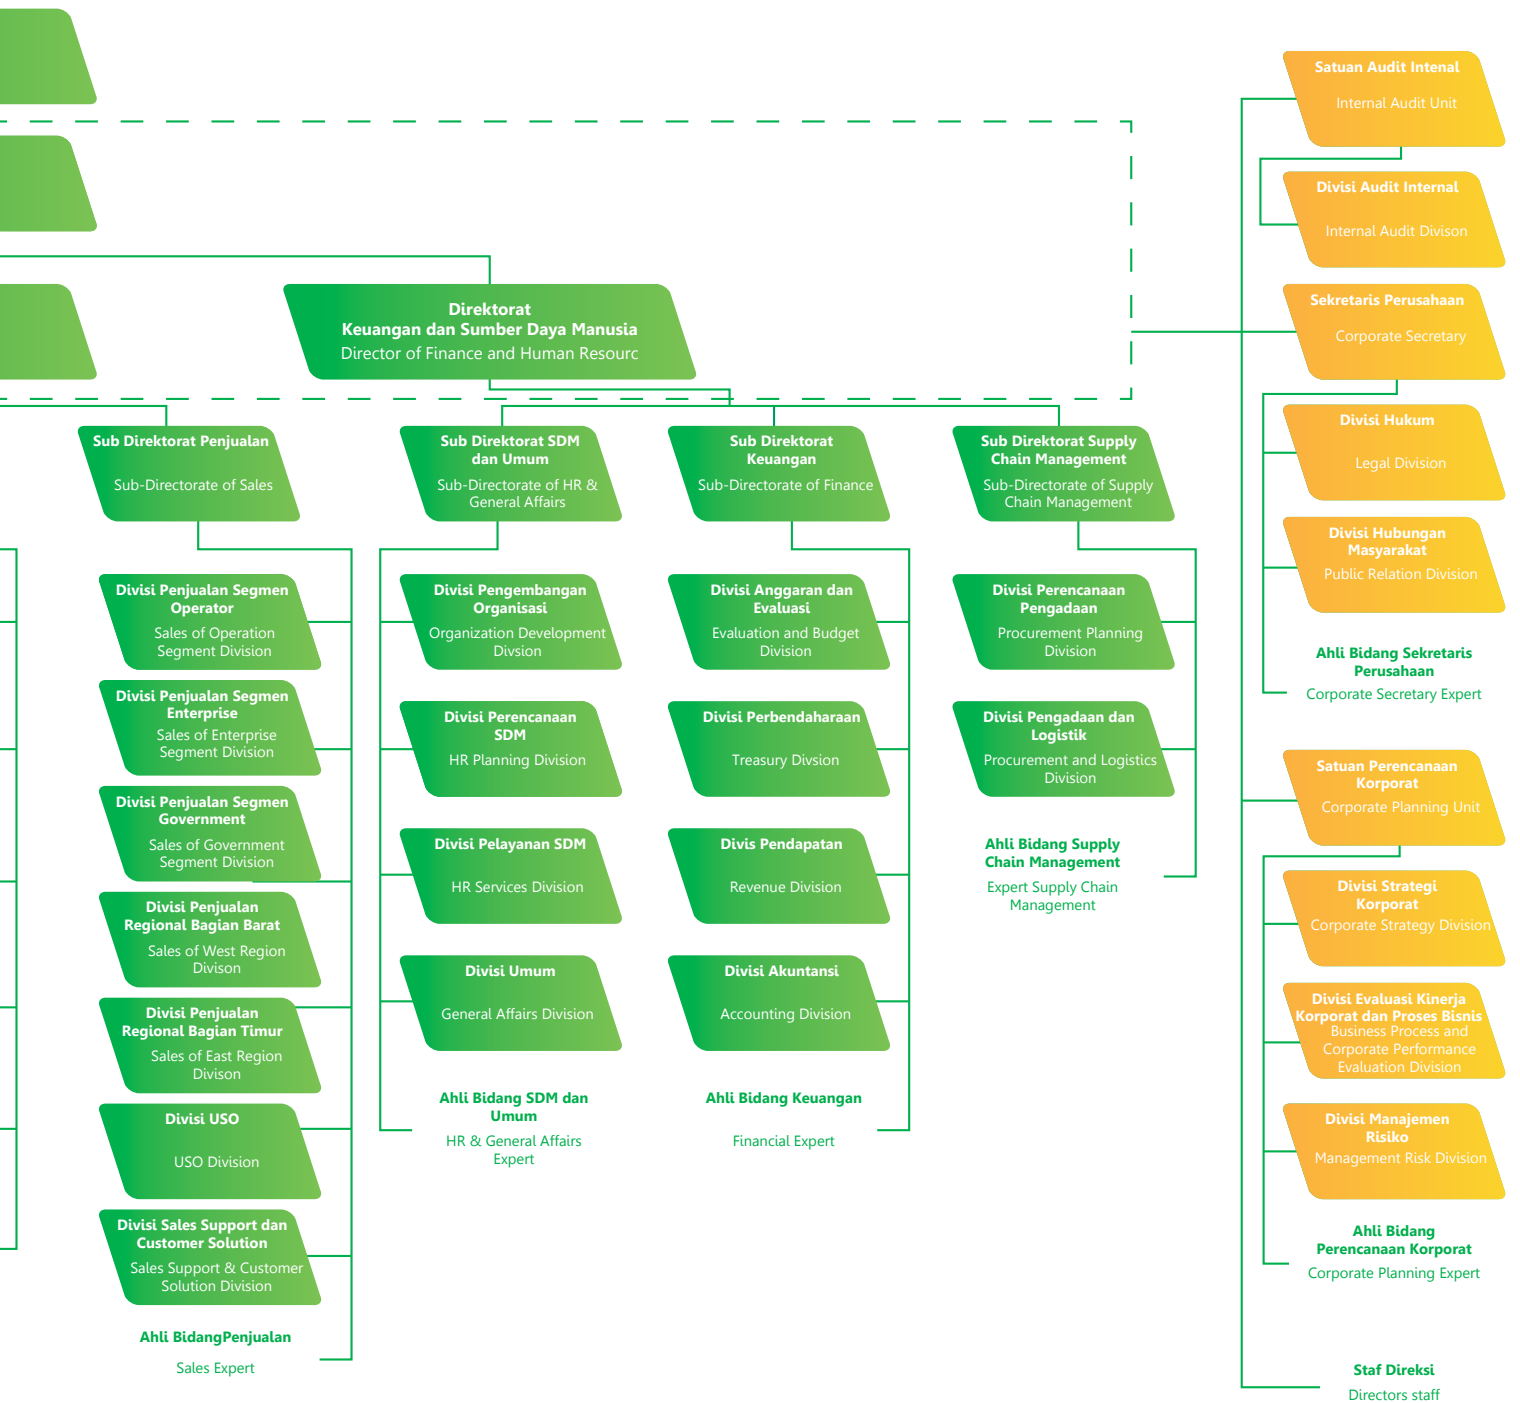 Direktorat
Keuangan dan Sumber Daya Manusia
Director of Finance and Human Resourc
Sub Direktorat Penjualan
Sub-Directorate of Sales
Divisi Penjualan Segmen
Operator
Sales of Operation
Segment Division
Divisi Penjualan Segmen
Enterprise
Sales of Enterprise
Segment Division
Divisi Penjualan Segmen
Government
Sales of Government
Segment Division
Divisi Penjualan
Regional Bagian Barat
Sales of West Region
Divison
Divisi Penjualan
Regional Bagian Timur
Sales of East Region
Divison
Divisi USO
USO Division
Divisi Sales Support dan
Customer Solution
Sales Support & Customer
Solution Division
Ahli BidangPenjualan
Sales Expert
Sub Direktorat SDM
dan Umum
Sub-Directorate of HR &
General Affairs
Divisi Pengembangan
Organisasi
Organization Development
Divsion
Divisi Perencanaan
SDM
HR Planning Division
Divisi Pelayanan SDM
HR Services Division
Divisi Umum
General Affairs Division
Ahli Bidang SDM dan
Umum
HR & General Affairs
Expert
Sub Direktorat
Keuangan
Sub-Directorate of Finance
Divisi Anggaran dan
Evaluasi
Evaluation and Budget
Division
Divisi Perbendaharaan
Treasury Divsion
Divis Pendapatan
Revenue Division
Divisi Akuntansi
Accounting Division
Ahli Bidang Keuangan
Financial Expert
Sub Direktorat Supply
Chain Management
Sub-Directorate of Supply
Chain Management
Divisi Perencanaan
Pengadaan
Procurement Planning
Division
Divisi Pengadaan dan
Logistik
Procurement and Logistics
Division
Ahli Bidang Supply
Chain Management
Expert Supply Chain
Management
Satuan Audit Intenal
Internal Audit Unit
Divisi Audit Internal
Internal Audit Divison
Sekretaris Perusahaan
Corporate Secretary
Divisi Hukum
Legal Division
Divisi Hubungan
Masyarakat
Public Relation Division
Ahli Bidang Sekretaris
Perusahaan
Corporate Secretary Expert
Satuan Perencanaan
Korporat
Corporate Planning Unit
Divisi Strategi
Korporat
Corporate Strategy Division
Divisi Evaluasi Kinerja
Korporat dan Proses Bisnis
Business Process and
Corporate Performance
Evaluation Division
Divisi Manajemen
Risiko
Management Risk Division
Ahli Bidang
Perencanaan Korporat
Corporate Planning Expert
Staf Direksi
Directors staff